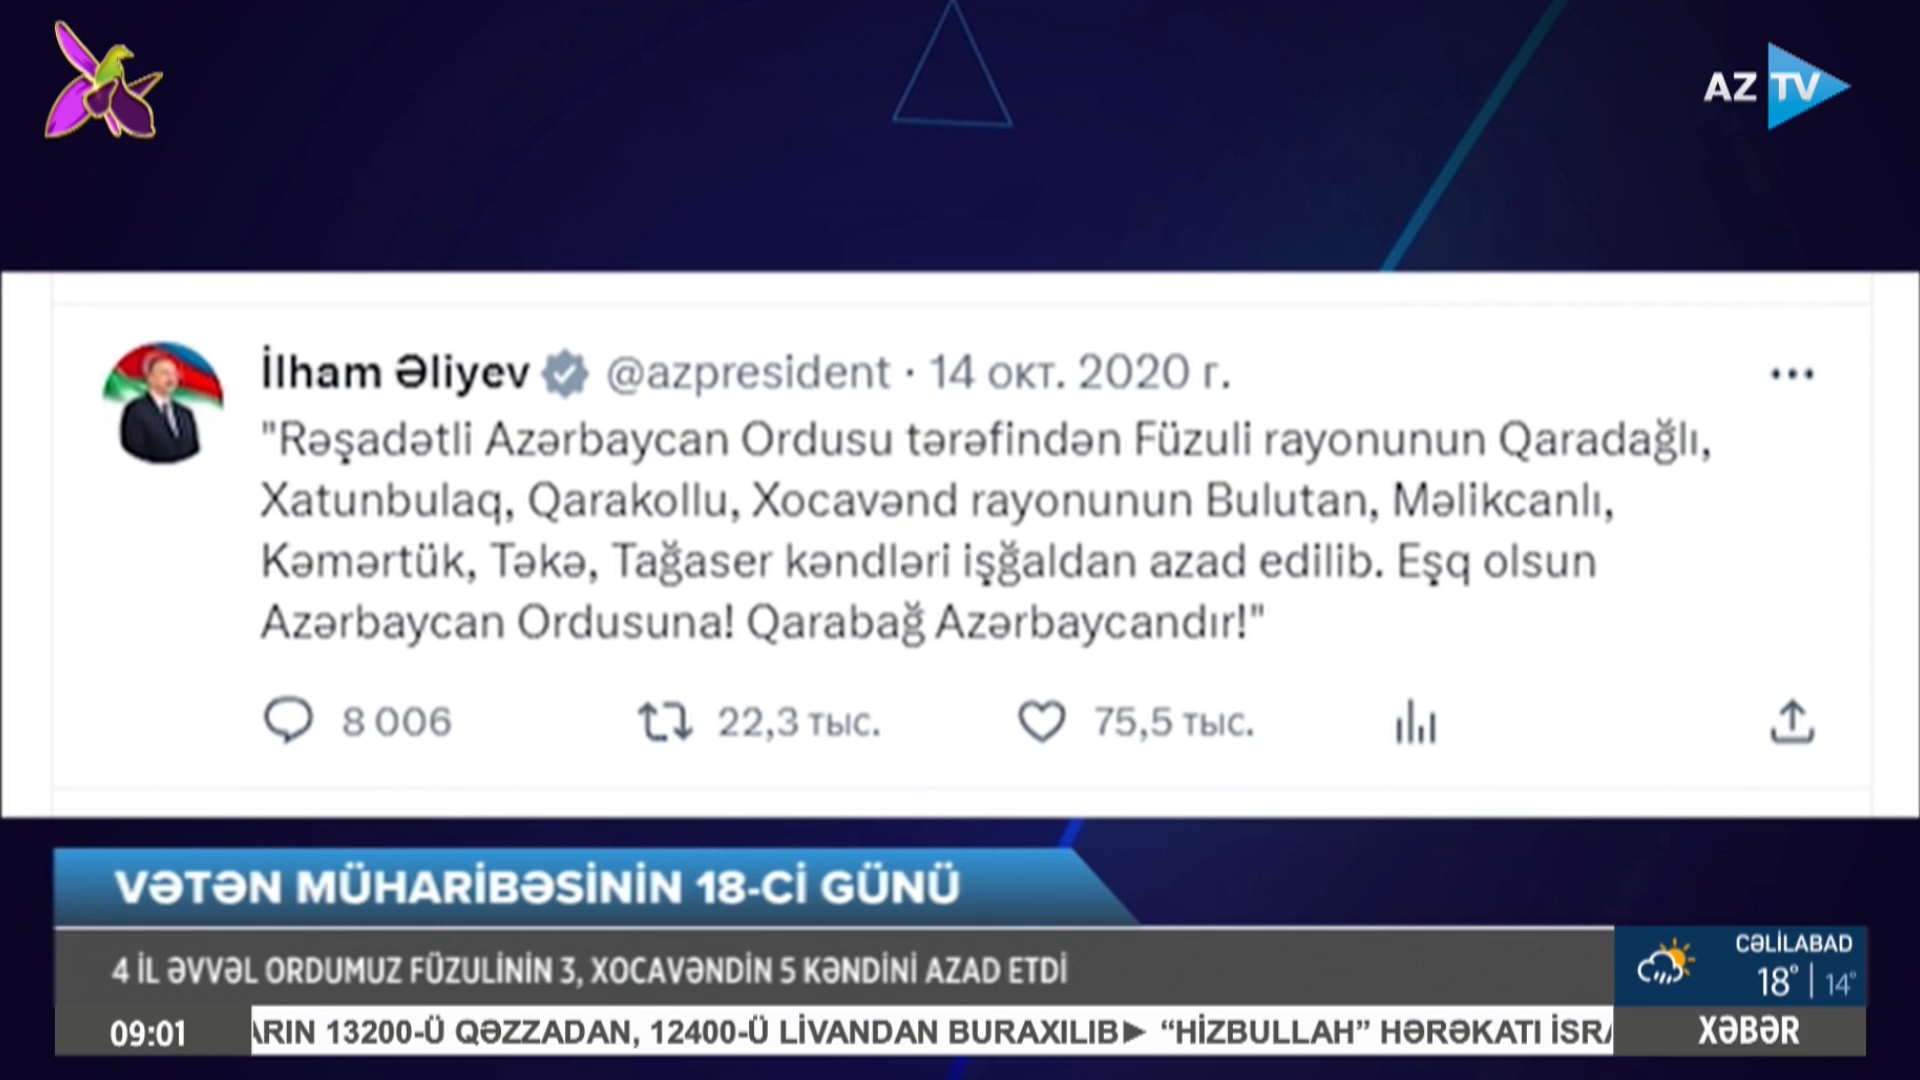 AZTV
İlham Əliyev @azpresident · 14 окт. 2020 г.
"Rəşadətli Azərbaycan Ordusu tərəfindən Füzuli rayonunun Qaradağlı,
Xatunbulaq, Qarakollu, Xocavənd rayonunun Bulutan, Məlikcanlı,
Kəmərtük, Təkə, Tağaser kəndləri işğaldan azad edilib. Eşq olsun
Azərbaycan Ordusuna! Qarabağ Azərbaycandır!"
8 006 22,3 тыс. 75,5 тыс.
VƏTƏN MÜHARİBƏSİNİN 18-Cİ GÜNÜ
4 İL ƏVVƏL ORDUMUZ FÜZULİNİN 3, XOCAVƏNDİN 5 KƏNDİNİ AZAD ETDİ
CƏLİLABAD
18° | 14°
09:01 ARIN 13200-Ü QƏZZADAN, 12400-Ü LİVANDAN BURAXILIB► “HİZBULLAH” HƏRƏKATI İSRA
XƏBƏR